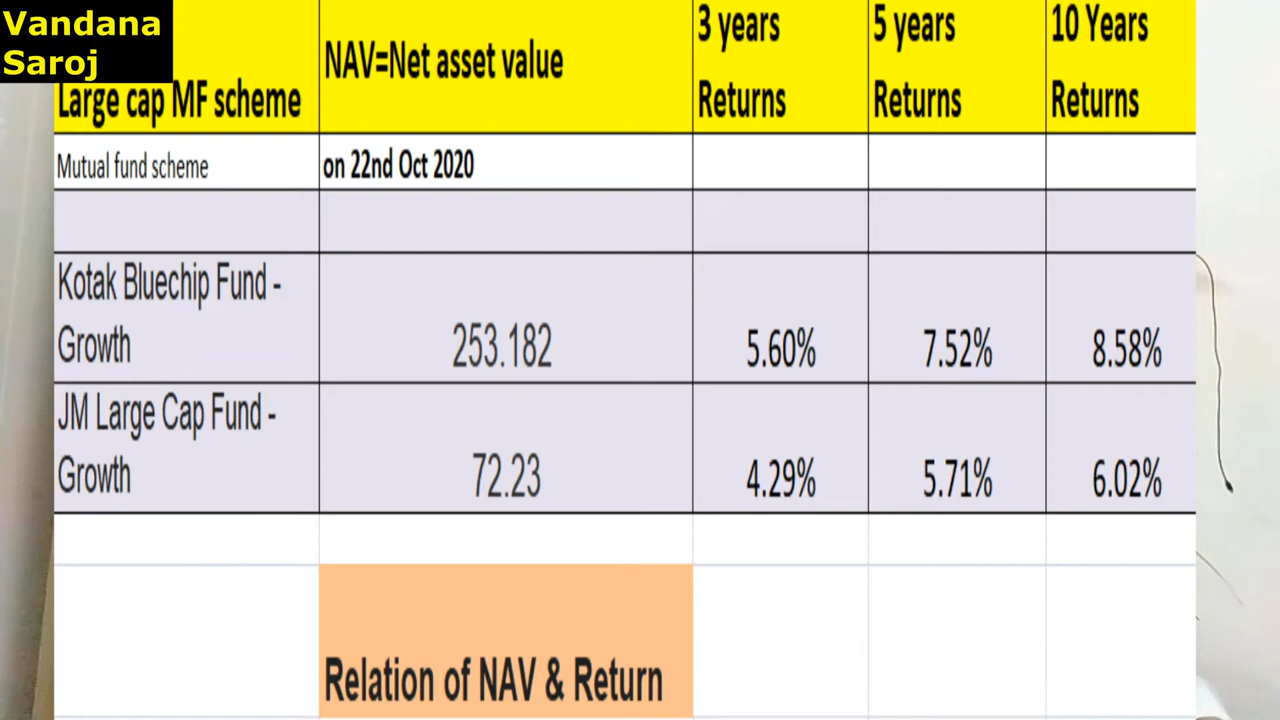 Vandana
Saroj
Large cap MF scheme
NAV=Net asset value
3 years
Returns
5 years
Returns
10 Years
Returns
Mutual fund scheme
on 22nd Oct 2020
Kotak Bluechip Fund -
Growth
253.182
5.60%
7.52%
8.58%
JM Large Cap Fund -
Growth
72.23
4.29%
5.71%
6.02%
Relation of NAV & Return